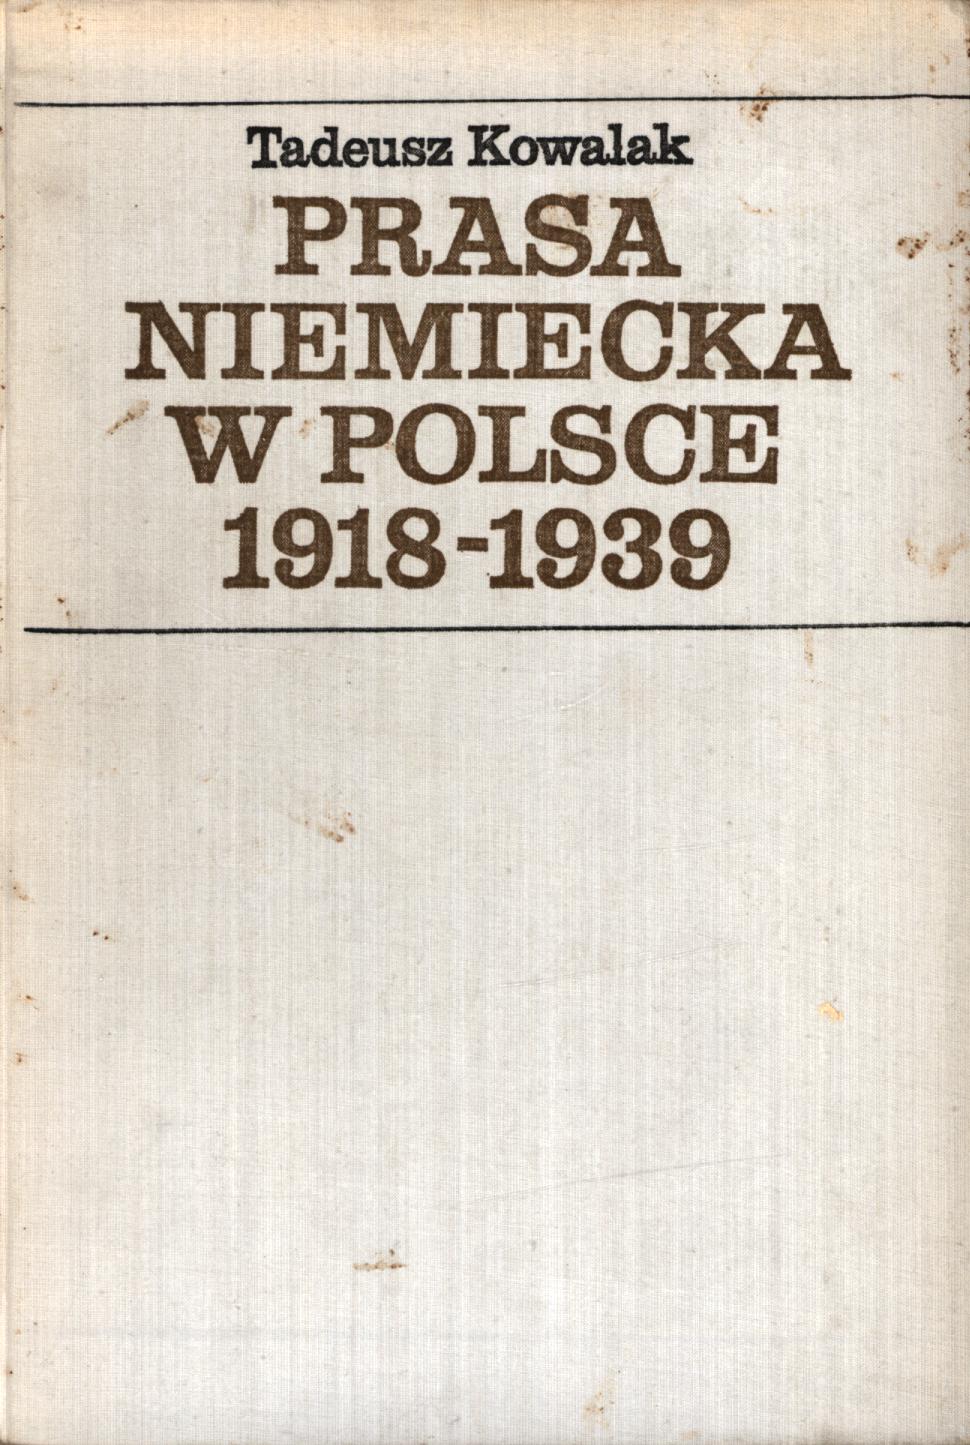 Tadeusz Kowalak
PRASA
NIEMIECKA
W POLSCE
1918-1939